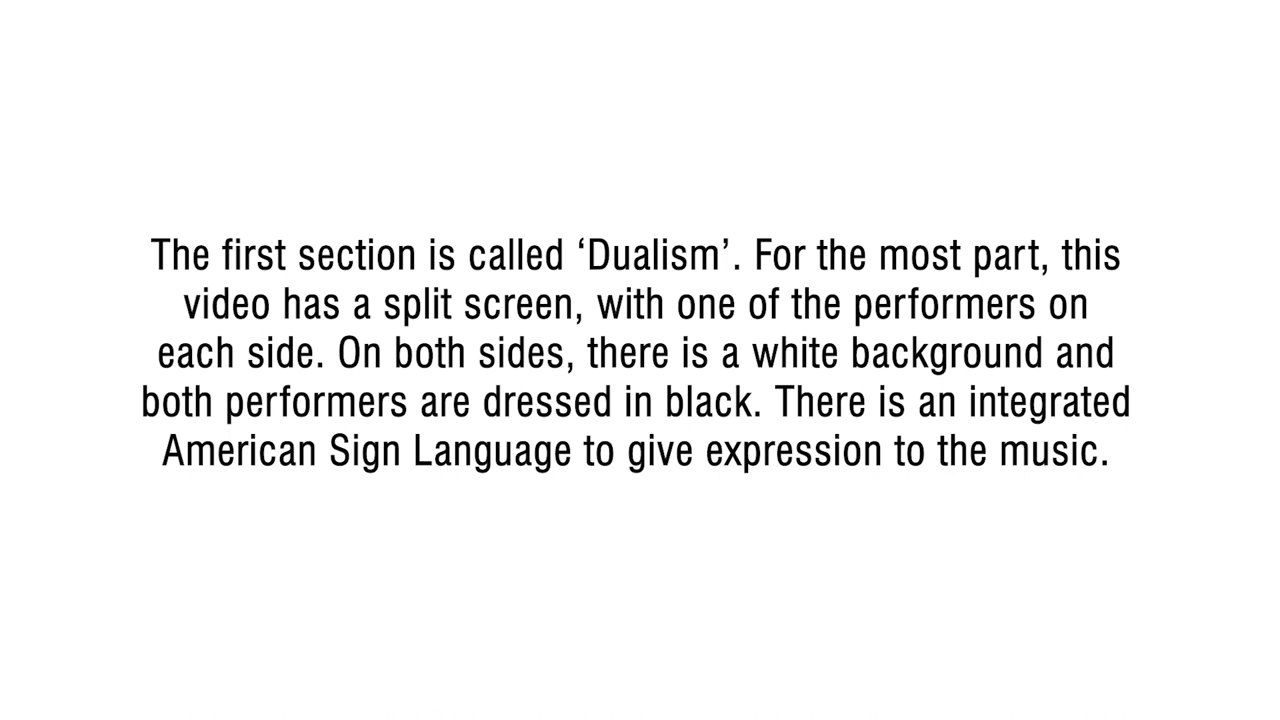 The first section is called ‘Dualism’. For the most part, this
video has a split screen, with one of the performers on
each side. On both sides, there is a white background and
both performers are dressed in black. There is an integrated
American Sign Language to give expression to the music.